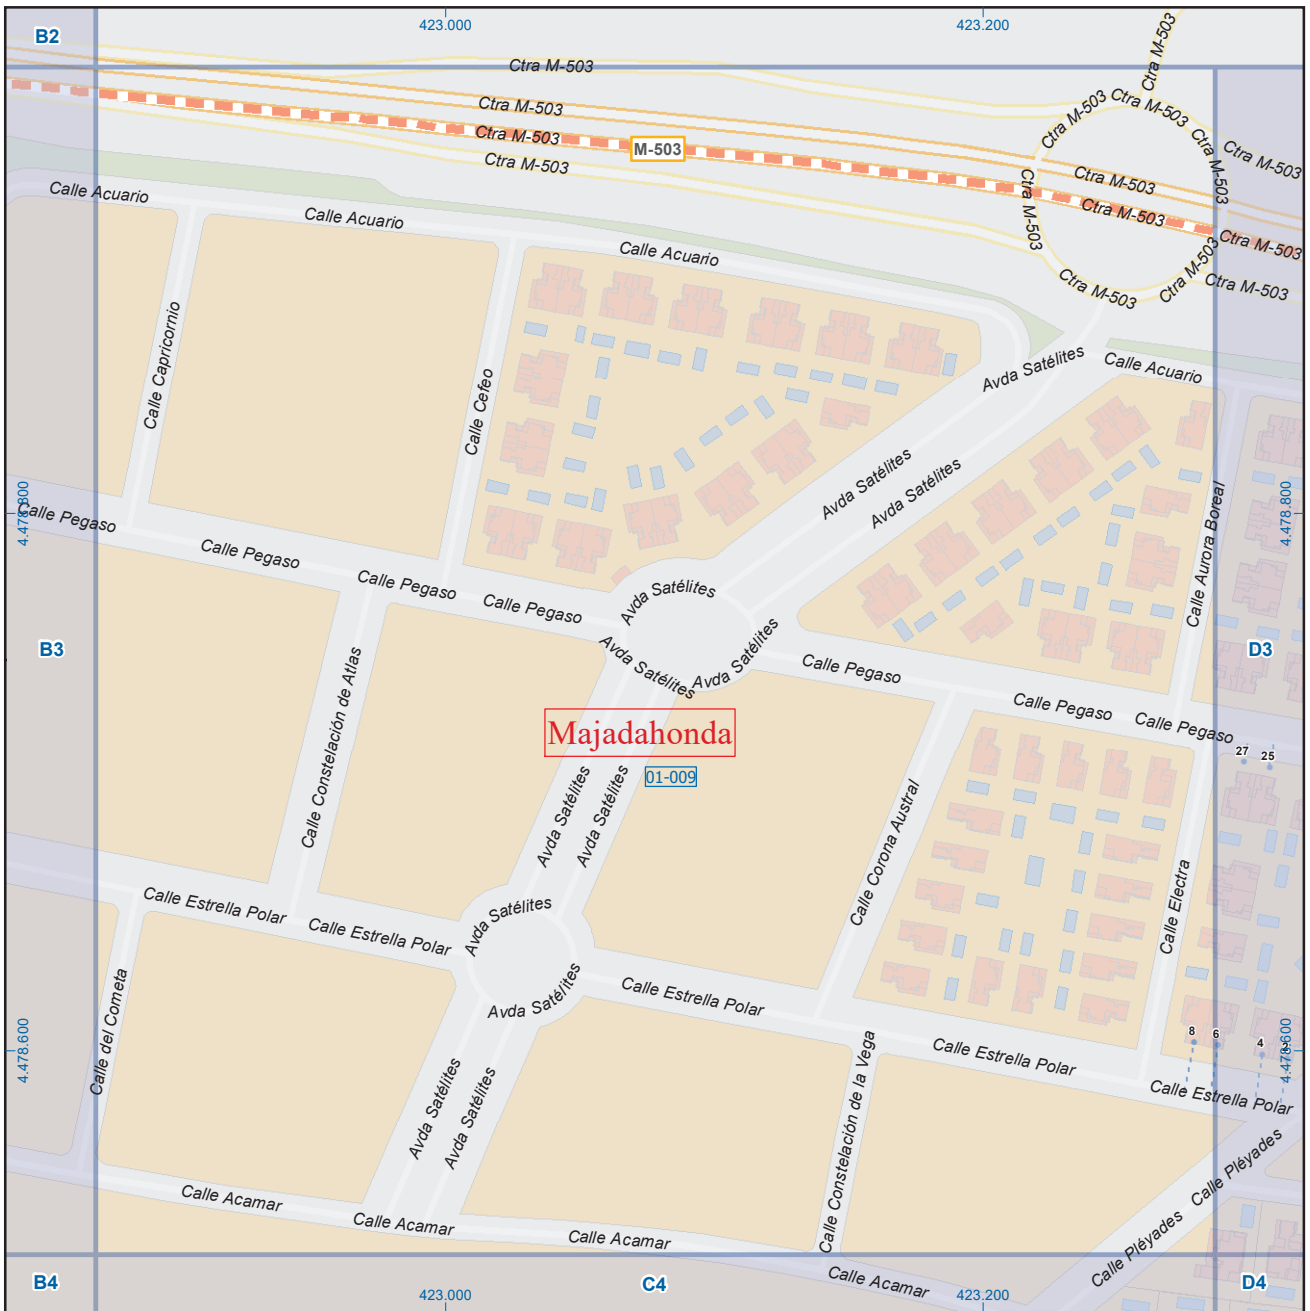 B2
423.000
423.200
Ctra M-503
Ctra M-503
Ctra M-503
Ctra M-503
Ctra M-503
Ctra M-503
Ctra M-503
Ctra M-503
M-503
Ctra M-503
Ctra M-503
Ctra M-503
Ctra M-503
Ctra M-503
Ctra M-503
Ctra M-503
Ctra M-503
Ctra M-503
Calle Acuario
Calle Acuario
Calle Acuario
Avda Satélites
Calle Acuario
Calle Capricornio
Calle Cefeo
Avda Satélites
Avda Satélites
4.478.800
4.478.800
Calle Pegaso
Calle Pegaso
Calle Pegaso
Calle Pegaso
Calle Aurora Boreal
Avda Satélites
Avda Satélites
Avda Satélites
B3
D3
Calle Pegaso
Calle Pegaso
Calle Pegaso
Calle Constelación de Atlas
Majadahonda
01-009
27
25
Avda Satélites
Avda Satélites
Calle Corona Austral
Calle Electra
Calle Estrella Polar
Calle Estrella Polar
Avda Satélites
Avda Satélites
Calle Estrella Polar
Calle del Cometa
8
6
4
4.478.600
4.478.600
Calle Estrella Polar
Calle Estrella Polar
Avda Satélites
Avda Satélites
Calle Constelación de la Vega
Calle Pléyades
Calle Pléyades
Calle Acamar
Calle Acamar
Calle Acamar
Calle Acamar
B4
C4
D4
423.000
423.200